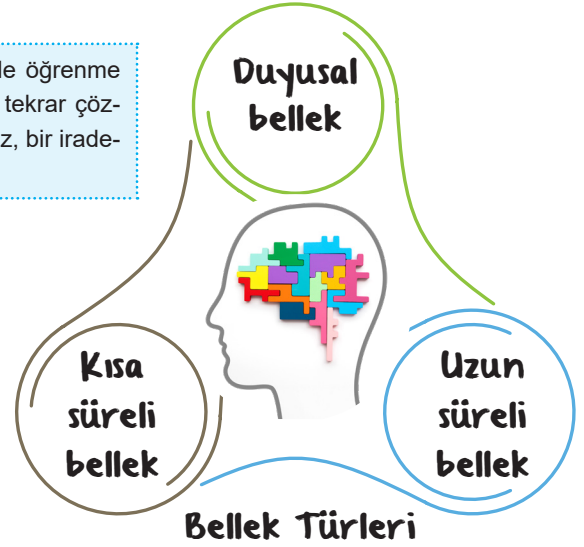 le öğrenme
tekrar çöz-
z, bir irade-
Duyusal
bellek
Kısa
süreli
bellek
Uzun
süreli
bellek
Bellek Türleri